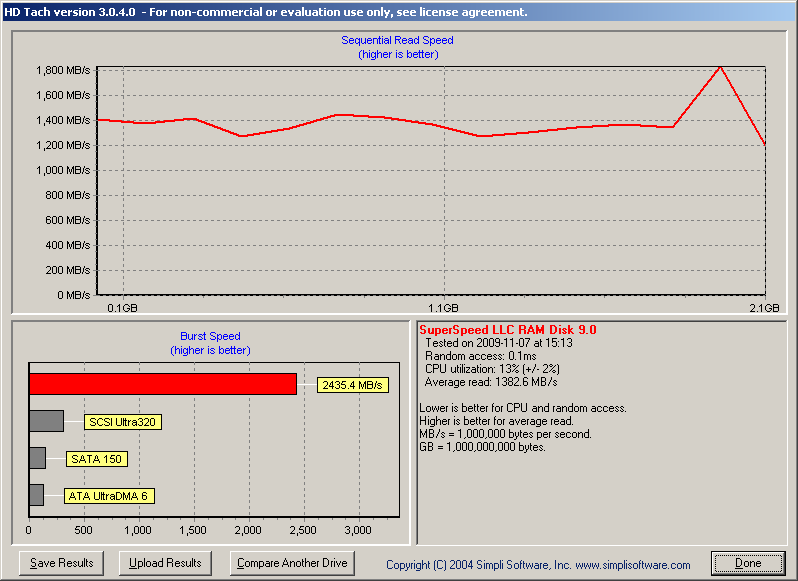 HD Tach version 3.0.4.0 - For non-commercial or evaluation use only, see license agreement.
Sequential Read Speed
(higher is better)
1,800 MB/s
1,600 MB/s
1,400 MB/s
1,200 MB/s
1,000 MB/s
800 MB/s
600 MB/s
400 MB/s
200 MB/s
0 MB/s
0.1GB 1.1GB 2.1GB
Burst Speed
(higher is better)
2435.4 MB/s
SCSI Ultra320
SATA 150
ATA UltraDMA 6
0 500 1,000 1,500 2,000 2,500 3,000
SuperSpeed LLC RAM Disk 9.0
Tested on 2009-11-07 at 15:13
Random access: 0.1ms
CPU utilization: 13% (+/- 2%)
Average read: 1382.6 MB/s
Lower is better for CPU and random access.
Higher is better for average read.
MB/s = 1,000,000 bytes per second.
GB = 1,000,000,000 bytes.
Save Results Upload Results Compare Another Drive Copyright (C) 2004 Simpli Software, Inc. www.simplisoftware.com Done